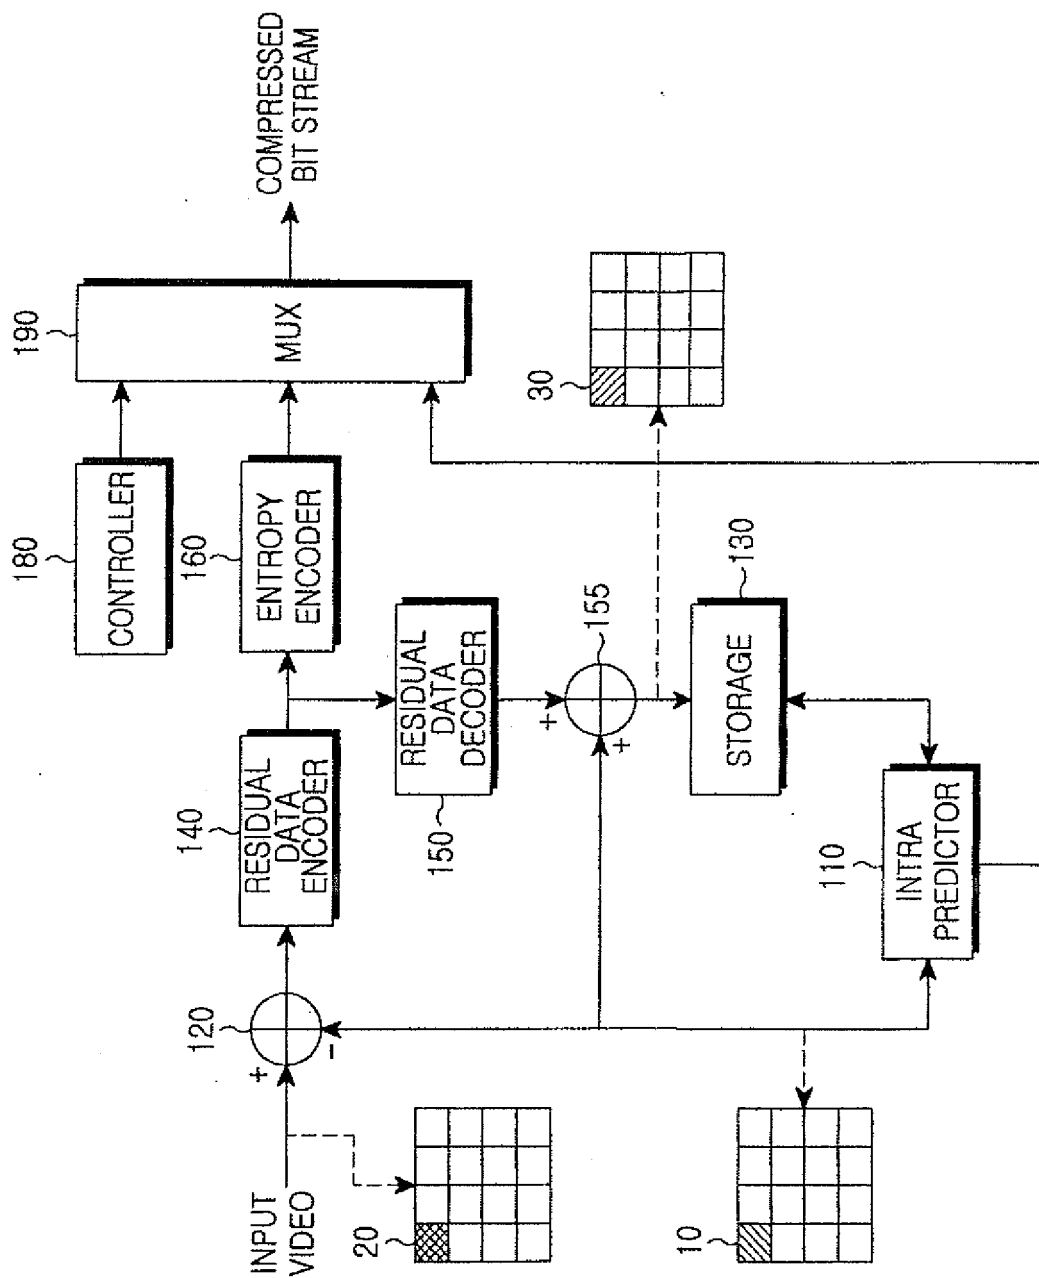 INPUT
VIDEO
20
10
+
-
120
140
RESIDUAL
DATA
ENCODER
180
CONTROLLER
160
ENTROPY
ENCODER
190
MUX
COMPRESSED
BIT STREAM
150
RESIDUAL
DATA
DECODER
+
+
155
30
130
STORAGE
110
INTRA
PREDICTOR